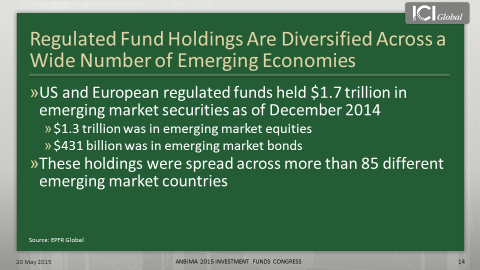 ICI Global
Regulated Fund Holdings Are Diversified Across a
Wide Number of Emerging Economies
»US and European regulated funds held $1.7 trillion in
emerging market securities as of December 2014
»$1.3 trillion was in emerging market equities
»$431 billion was in emerging market bonds
»These holdings were spread across more than 85 different
emerging market countries
Source: EPFR Global
20 May 2015 ANBIMA 2015 INVESTMENT FUNDS CONGRESS 14